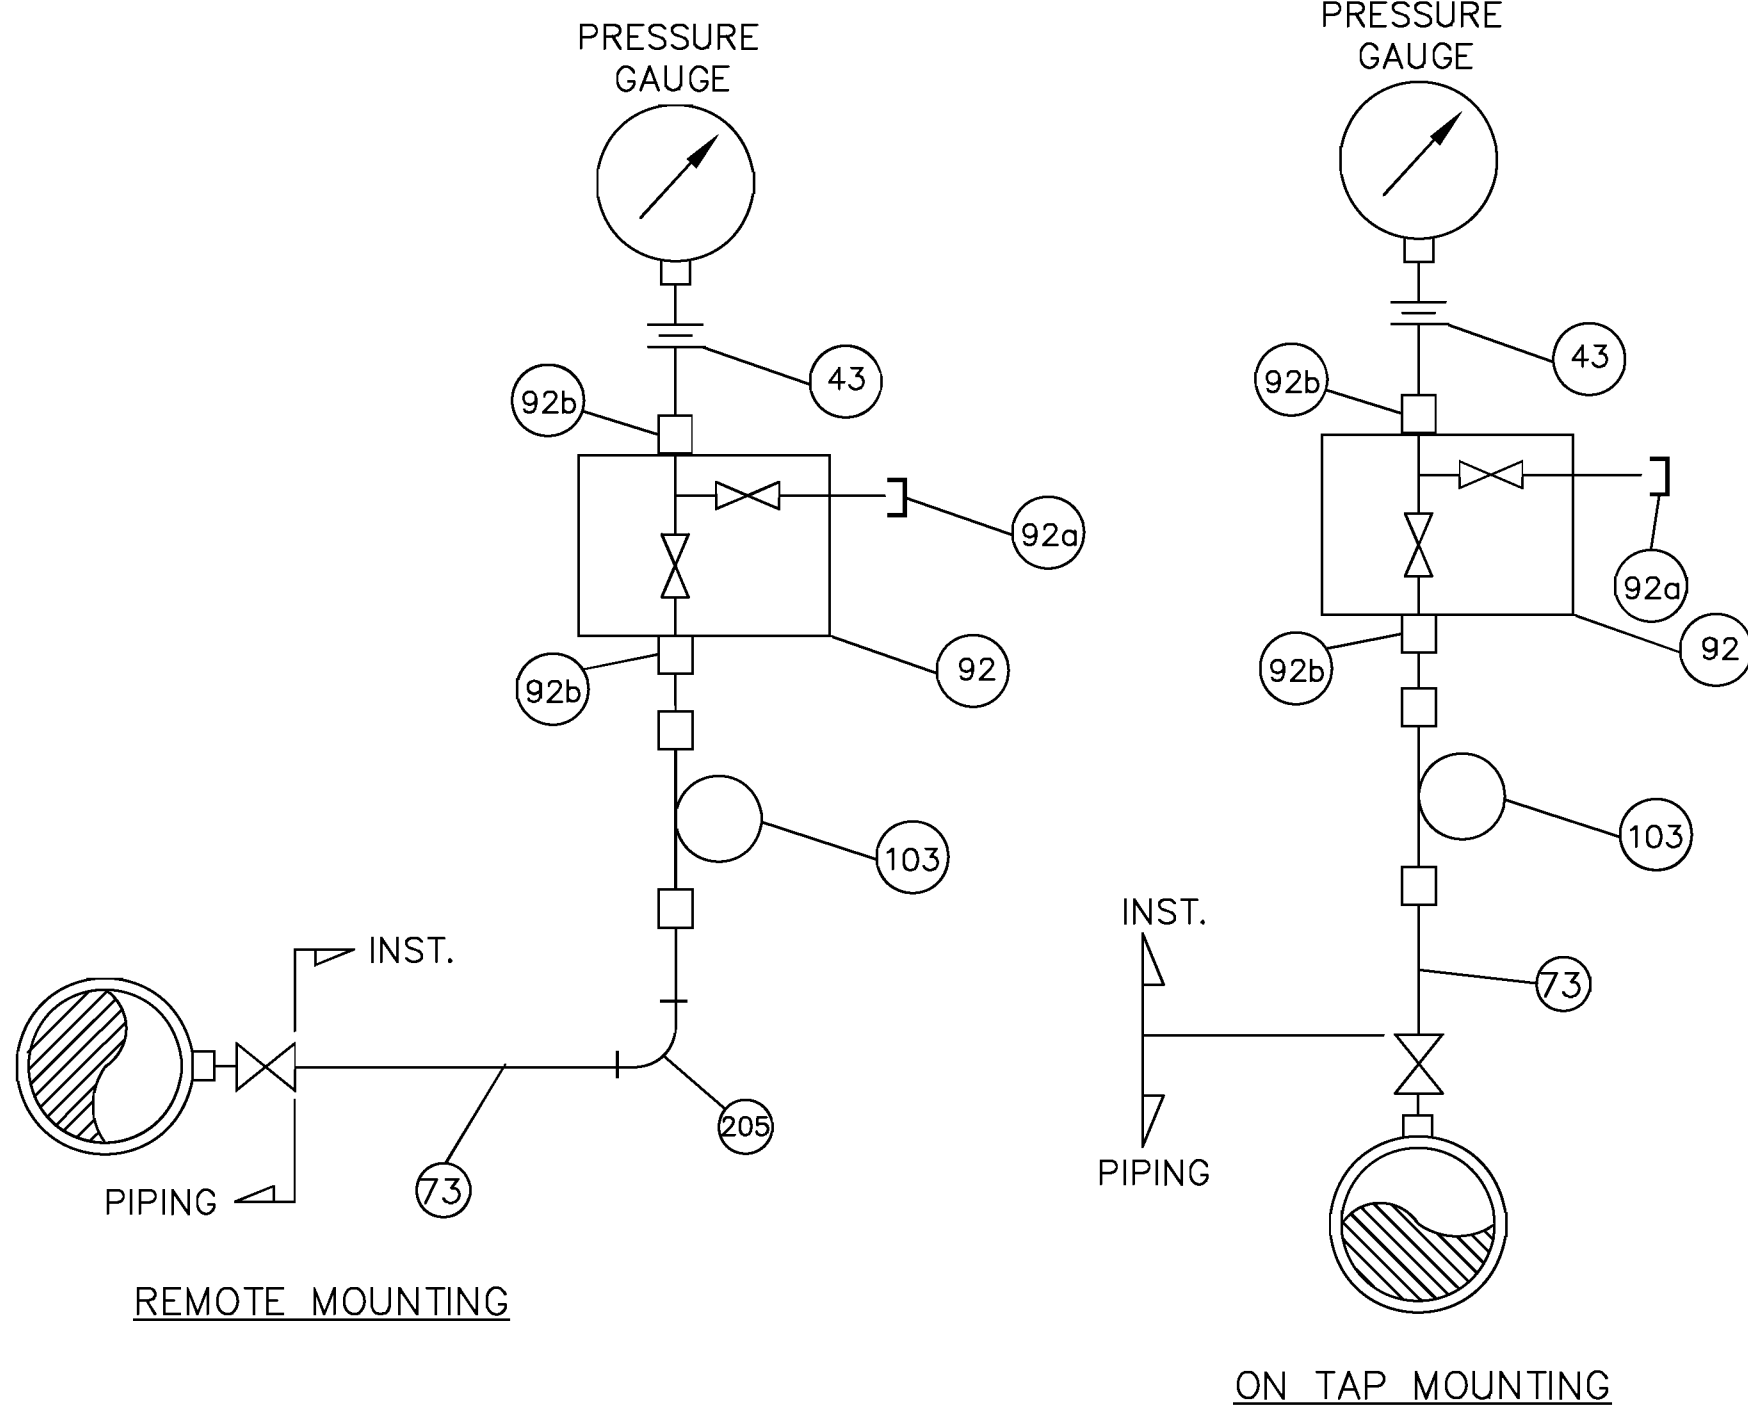 PRESSURE
GAUGE
43
92b
92a
92
92b
103
INST.
205
73
PIPING
REMOTE MOUNTING
PRESSURE
GAUGE
43
92b
92a
92
92b
103
INST.
73
PIPING
ON TAP MOUNTING